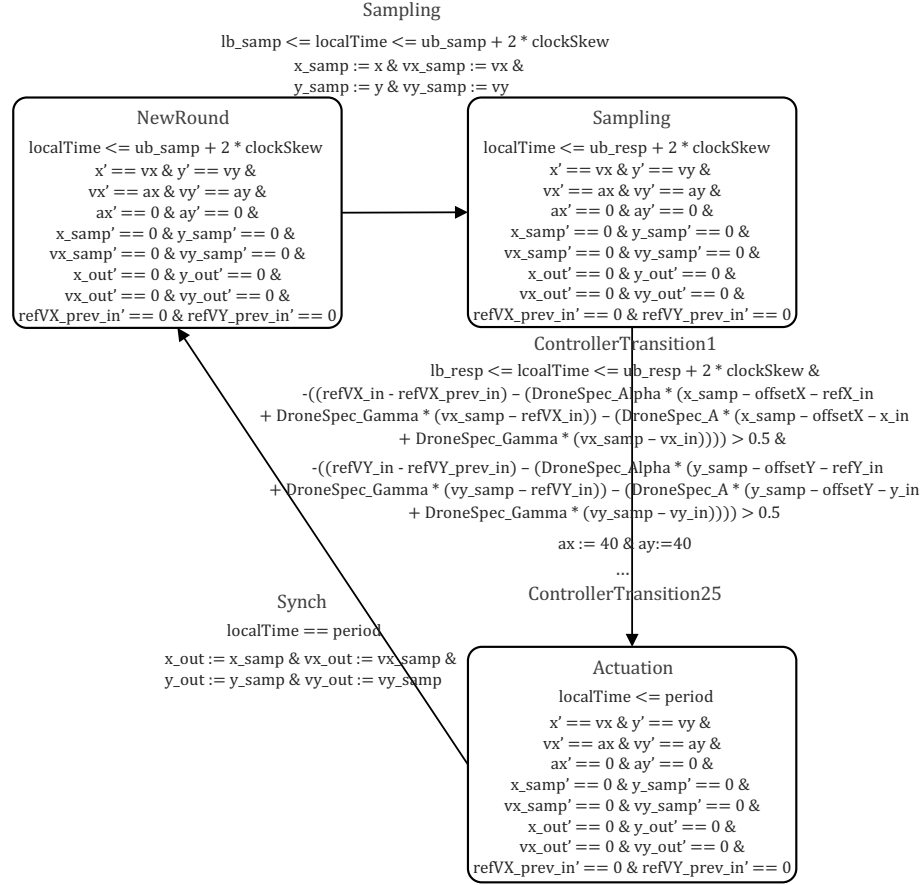 Sampling
lb_samp <= localTime <= ub_samp + 2 * clockSkew
x_samp := x & vx_samp := vx &
y_samp := y & vy_samp := vy
NewRound
localTime <= ub_samp + 2 * clockSkew
x’ == vx & y’ == vy &
vx’ == ax & vy’ == ay &
ax’ == 0 & ay’ == 0 &
x_samp’ == 0 & y_samp’ == 0 &
vx_samp’ == 0 & vy_samp’ == 0 &
x_out’ == 0 & y_out’ == 0 &
vx_out’ == 0 & vy_out’ == 0 &
refVX_prev_in’ == 0 & refVY_prev_in’ == 0
Sampling
localTime <= ub_resp + 2 * clockSkew
x’ == vx & y’ == vy &
vx’ == ax & vy’ == ay &
ax’ == 0 & ay’ == 0 &
x_samp’ == 0 & y_samp’ == 0 &
vx_samp’ == 0 & vy_samp’ == 0 &
x_out’ == 0 & y_out’ == 0 &
vx_out’ == 0 & vy_out’ == 0 &
refVX_prev_in’ == 0 & refVY_prev_in’ == 0
ControllerTransition1
lb_resp <= lcoalTime <= ub_resp + 2 * clockSkew &
-((refVX_in - refVX_prev_in) – (DroneSpec_Alpha * (x_samp – offsetX – refX_in
+ DroneSpec_Gamma * (vx_samp – refVX_in)) – (DroneSpec_A * (x_samp – offsetX – x_in
+ DroneSpec_Gamma * (vx_samp – vx_in)))) > 0.5 &
-((refVY_in - refVY_prev_in) – (DroneSpec_Alpha * (y_samp – offsetY – refY_in
+ DroneSpec_Gamma * (vy_samp – refVY_in)) – (DroneSpec_A * (y_samp – offsetY – y_in
+ DroneSpec_Gamma * (vy_samp – vy_in)))) > 0.5
ax := 40 & ay:=40
...
ControllerTransition25
Synch
localTime == period
x_out := x_samp & vx_out := vx_samp &
y_out := y_samp & vy_out := vy_samp
Actuation
localTime <= period
x’ == vx & y’ == vy &
vx’ == ax & vy’ == ay &
ax’ == 0 & ay’ == 0 &
x_samp’ == 0 & y_samp’ == 0 &
vx_samp’ == 0 & vy_samp’ == 0 &
x_out’ == 0 & y_out’ == 0 &
vx_out’ == 0 & vy_out’ == 0 &
refVX_prev_in’ == 0 & refVY_prev_in’ == 0